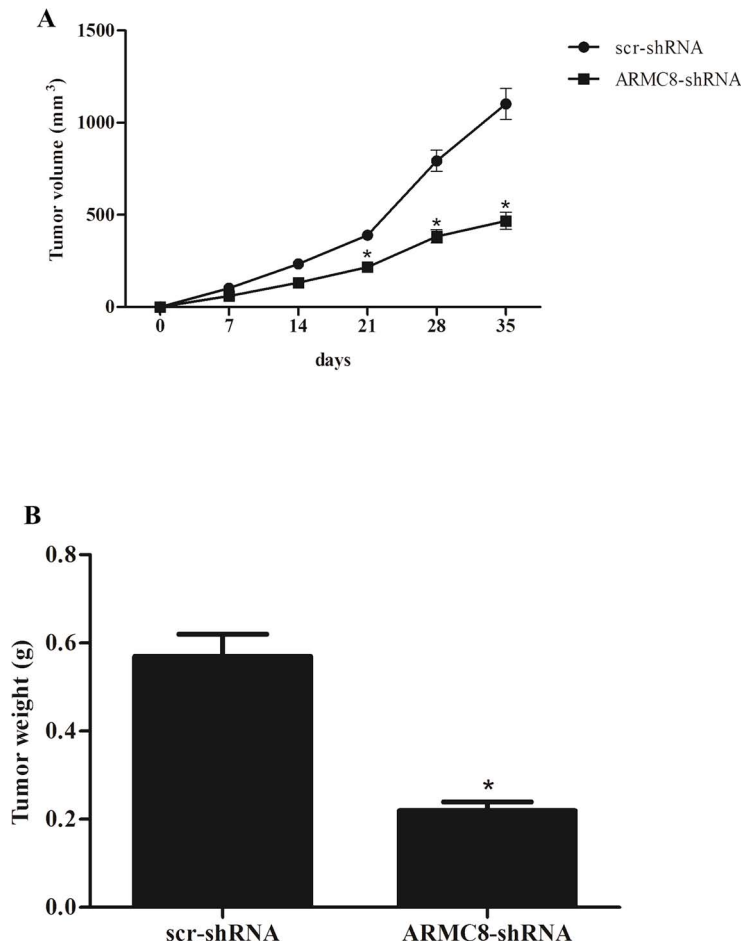 A
1500
1000
500
0
Tumor volume (mm³)
scr-shRNA
ARMC8-shRNA
*
*
*
0 7 14 21 28 35
days
B
0.8
0.6
0.4
0.2
0.0
Tumor weight (g)
*
scr-shRNA ARMC8-shRNA